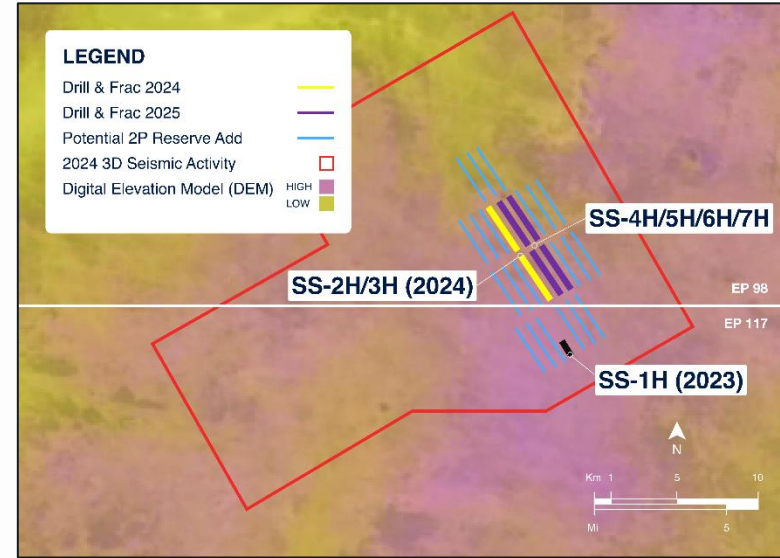 LEGEND
Drill & Frac 2024
Drill & Frac 2025
Potential 2P Reserve Add
2024 3D Seismic Activity
Digital Elevation Model (DEM) HIGH
LOW
SS-4H/5H/6H/7H
SS-2H/3H (2024)
EP 98
EP 117
SS-1H (2023)
N
Km 1 5 10
Mi 5